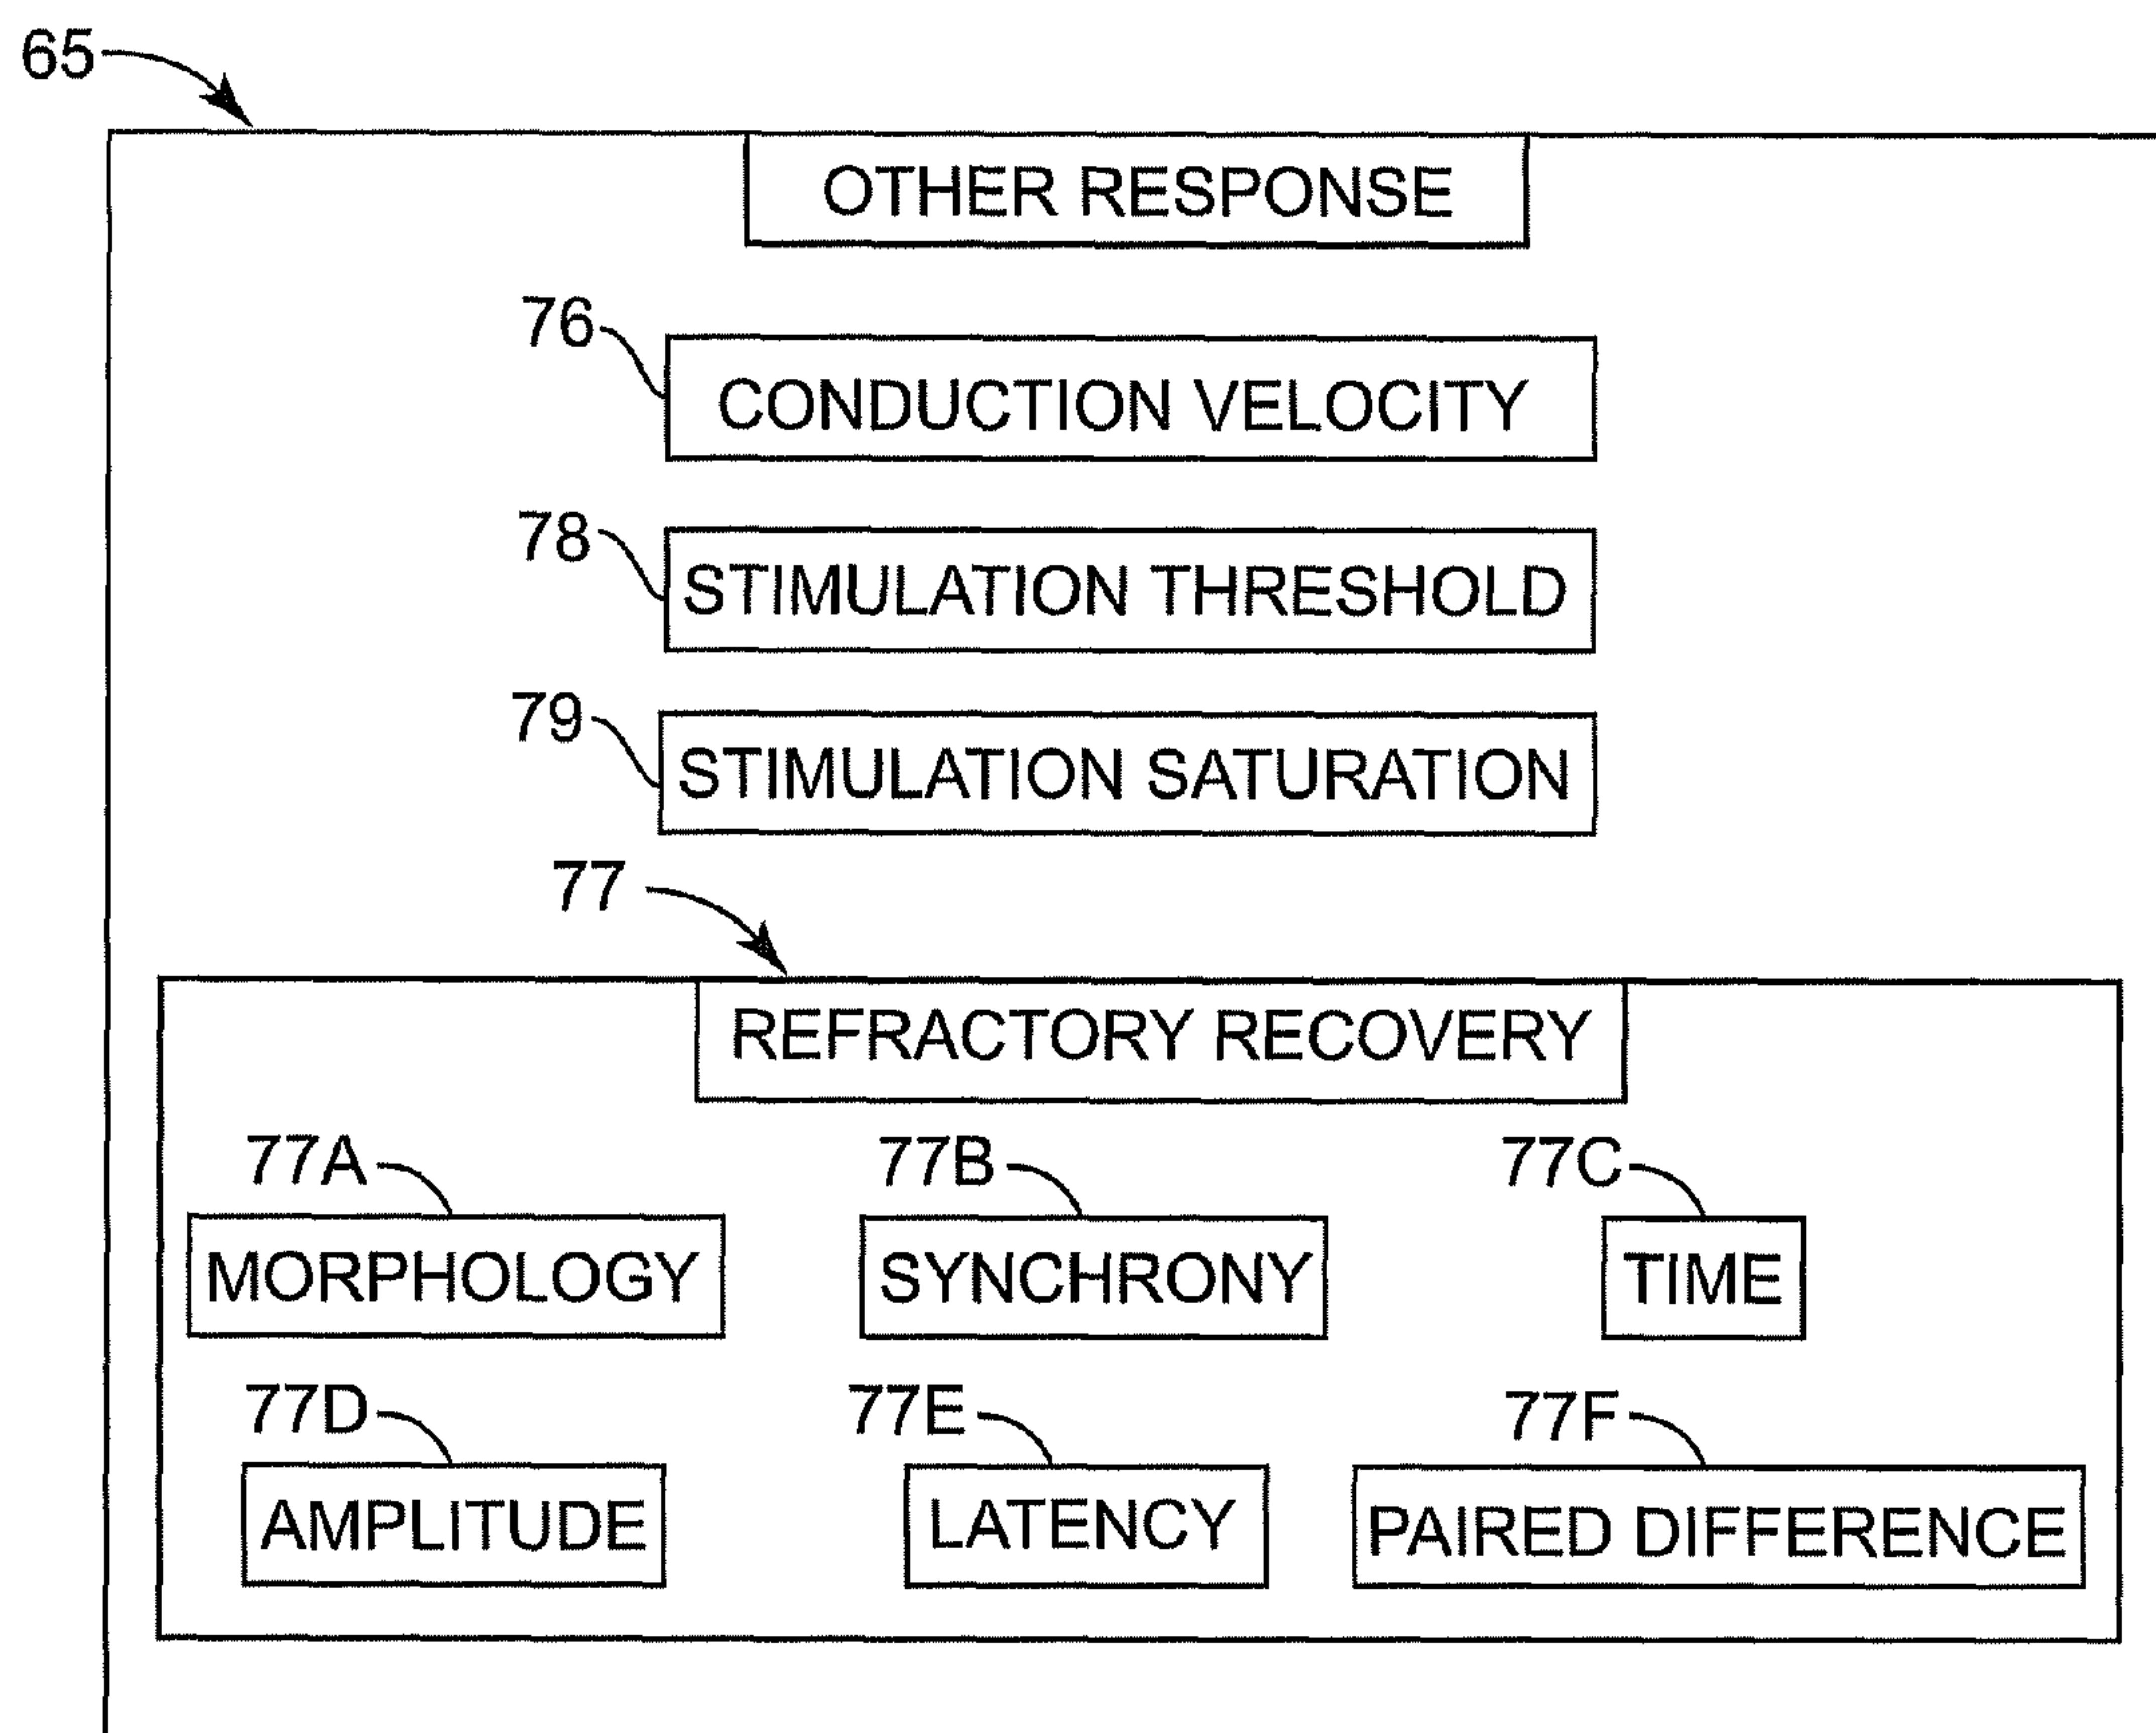 65
OTHER RESPONSE
76
CONDUCTION VELOCITY
78
STIMULATION THRESHOLD
79
STIMULATION SATURATION
77
REFRACTORY RECOVERY
77A 77B 77C
MORPHOLOGY SYNCHRONY TIME
77D 77E 77F
AMPLITUDE LATENCY PAIRED DIFFERENCE